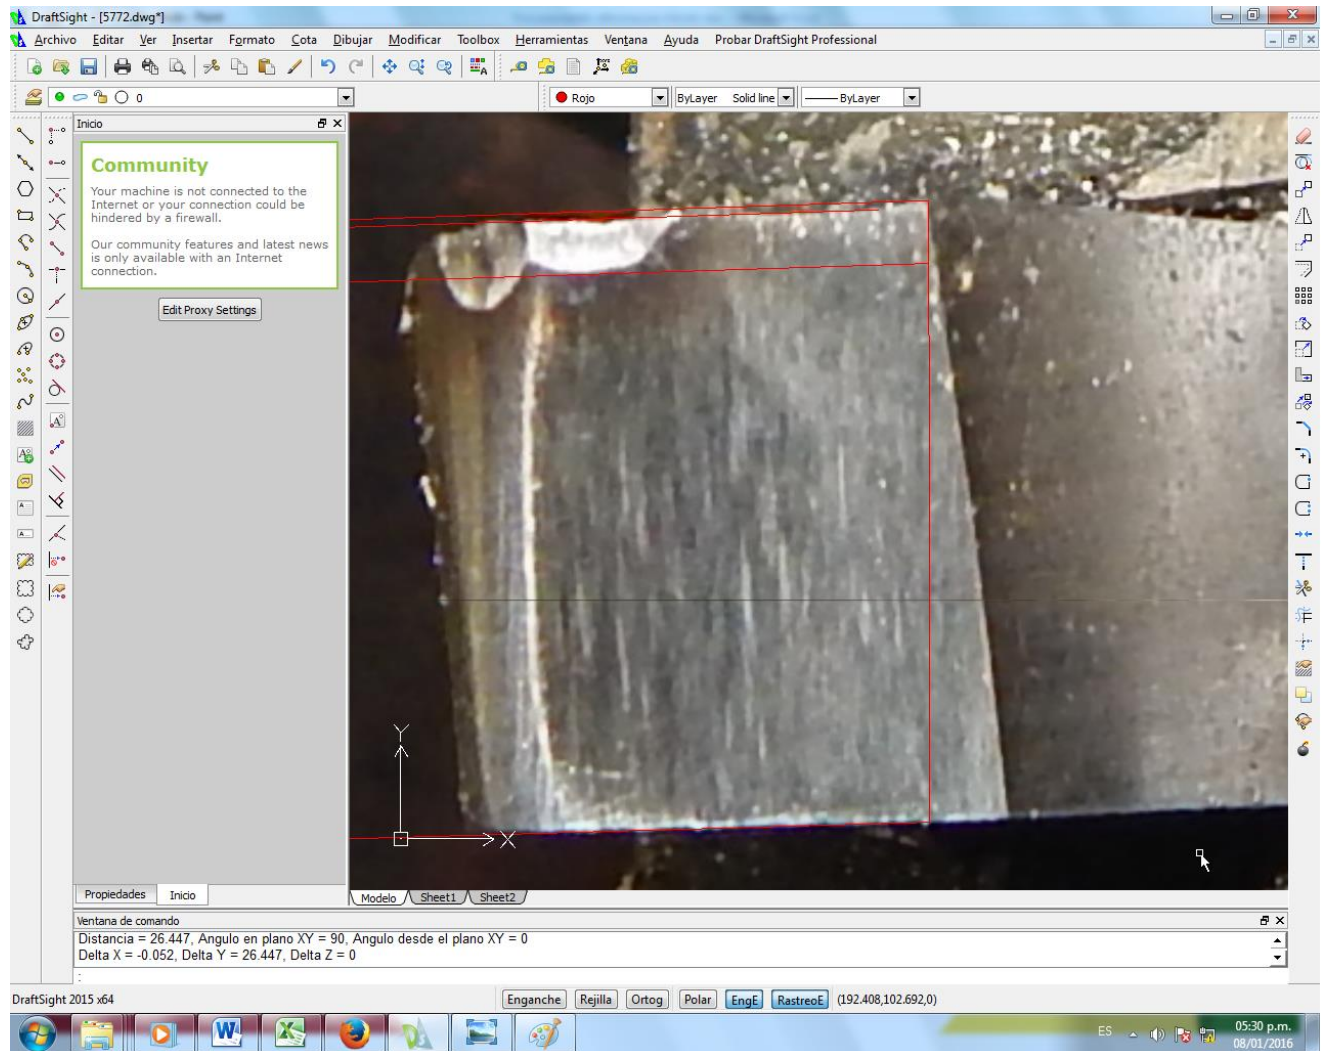 DraftSight - [5772.dwg*]
Archivo Editar Ver Insertar Formato Cota Dibujar Modificar Toolbox Herramientas Ventana Ayuda Probar DraftSight Professional
0 Rojo ByLayer Solid line ByLayer
Inicio
Community
Your machine is not connected to the
Internet or your connection could be
hindered by a firewall.
Our community features and latest news
is only available with an Internet
connection.
Edit Proxy Settings
Y
X
Propiedades Inicio
Modelo Sheet1 Sheet2
Ventana de comando
Distancia = 26.447, Angulo en plano XY = 90, Angulo desde el plano XY = 0
Delta X = -0.052, Delta Y = 26.447, Delta Z = 0
:
DraftSight 2015 x64 Enganche Rejilla Ortog Polar EngE RastreoE (192.408,102.692,0)
ES 05:30 p.m.
08/01/2016